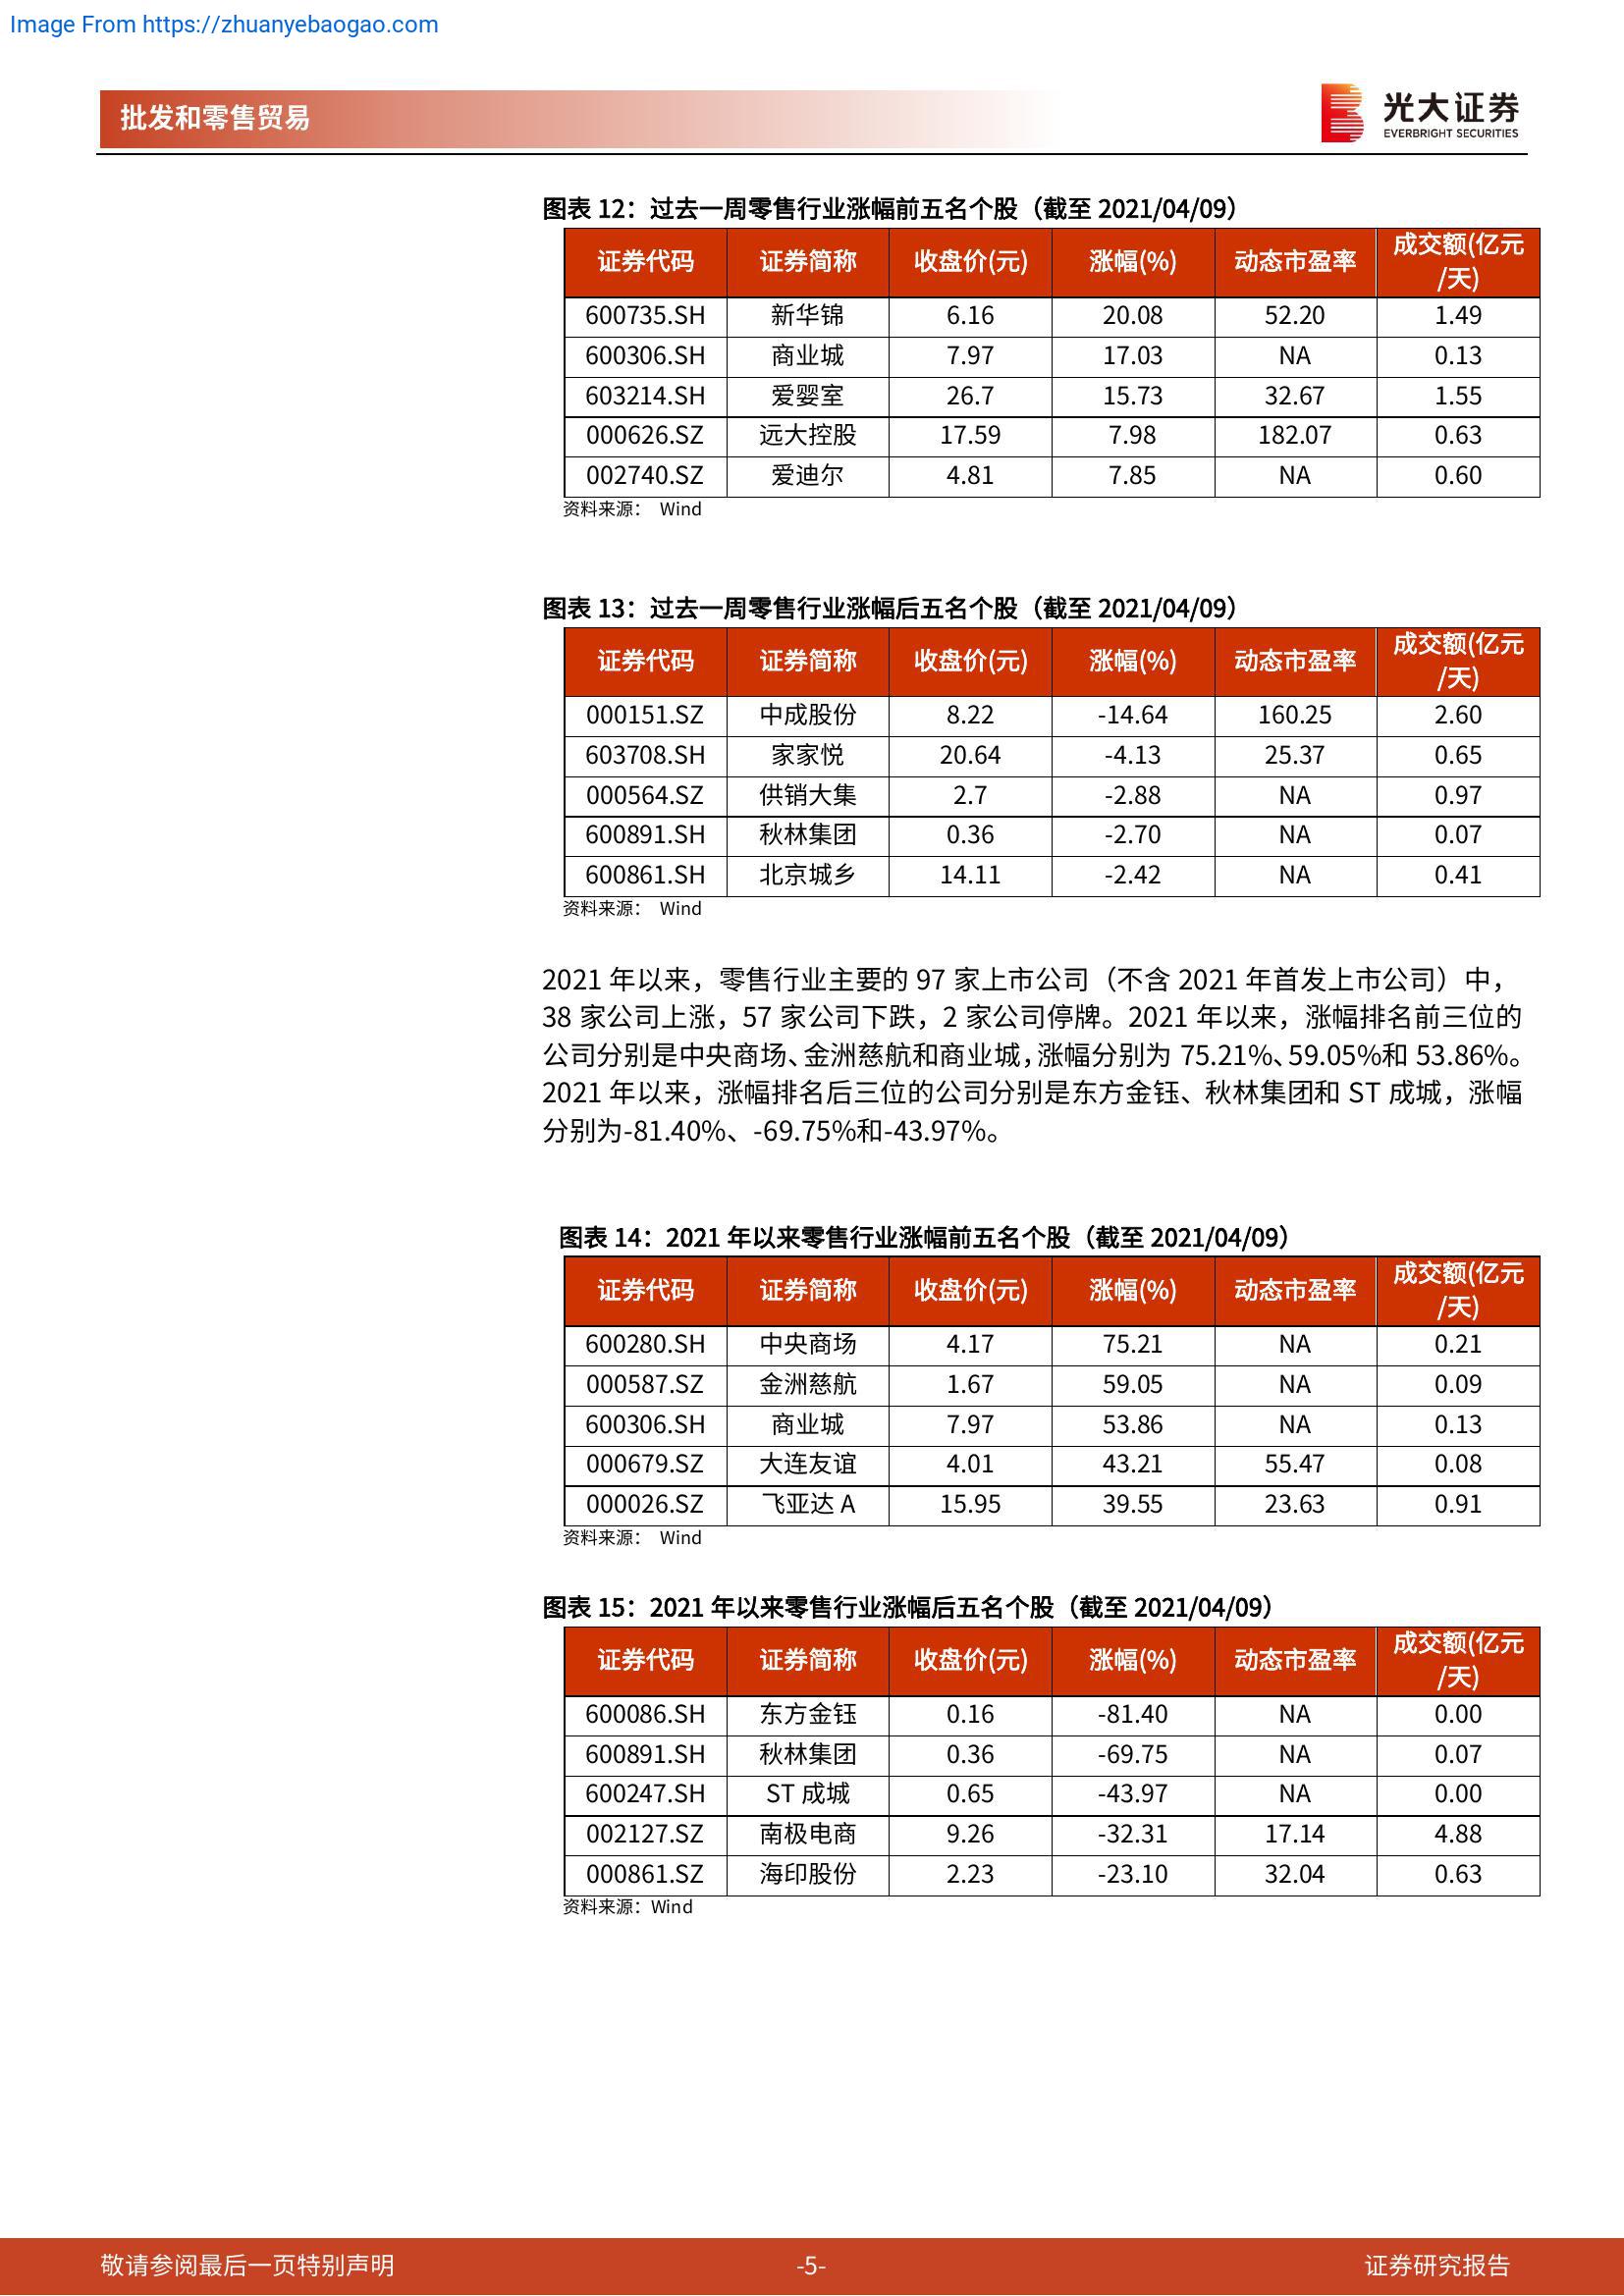 Image From https://zhuanyebaogao.com
批发和零售贸易
光大证券
EVERBRIGHT SECURITIES
图表 12：过去一周零售行业涨幅前五名个股（截至 2021/04/09）
证券代码 证券简称 收盘价(元) 涨幅(%) 动态市盈率 成交额(亿元/天)
600735.SH 新华锦 6.16 20.08 52.20 1.49
600306.SH 商业城 7.97 17.03 NA 0.13
603214.SH 爱婴室 26.7 15.73 32.67 1.55
000626.SZ 远大控股 17.59 7.98 182.07 0.63
002740.SZ 爱迪尔 4.81 7.85 NA 0.60
资料来源： Wind
图表 13：过去一周零售行业涨幅后五名个股（截至 2021/04/09）
证券代码 证券简称 收盘价(元) 涨幅(%) 动态市盈率 成交额(亿元/天)
000151.SZ 中成股份 8.22 -14.64 160.25 2.60
603708.SH 家家悦 20.64 -4.13 25.37 0.65
000564.SZ 供销大集 2.7 -2.88 NA 0.97
600891.SH 秋林集团 0.36 -2.70 NA 0.07
600861.SH 北京城乡 14.11 -2.42 NA 0.41
资料来源： Wind
2021 年以来，零售行业主要的 97 家上市公司（不含 2021 年首发上市公司）中，
38 家公司上涨，57 家公司下跌，2 家公司停牌。2021 年以来，涨幅排名前三位的
公司分别是中央商场、金洲慈航和商业城，涨幅分别为 75.21%、59.05%和 53.86%。
2021 年以来，涨幅排名后三位的公司分别是东方金钰、秋林集团和 ST 成城，涨幅
分别为-81.40%、-69.75%和-43.97%。
图表 14：2021 年以来零售行业涨幅前五名个股（截至 2021/04/09）
证券代码 证券简称 收盘价(元) 涨幅(%) 动态市盈率 成交额(亿元/天)
600280.SH 中央商场 4.17 75.21 NA 0.21
000587.SZ 金洲慈航 1.67 59.05 NA 0.09
600306.SH 商业城 7.97 53.86 NA 0.13
000679.SZ 大连友谊 4.01 43.21 55.47 0.08
000026.SZ 飞亚达 A 15.95 39.55 23.63 0.91
资料来源： Wind
图表 15：2021 年以来零售行业涨幅后五名个股（截至 2021/04/09）
证券代码 证券简称 收盘价(元) 涨幅(%) 动态市盈率 成交额(亿元/天)
600086.SH 东方金钰 0.16 -81.40 NA 0.00
600891.SH 秋林集团 0.36 -69.75 NA 0.07
600247.SH ST 成城 0.65 -43.97 NA 0.00
002127.SZ 南极电商 9.26 -32.31 17.14 4.88
000861.SZ 海印股份 2.23 -23.10 32.04 0.63
资料来源：Wind
敬请参阅最后一页特别声明 -5- 证券研究报告